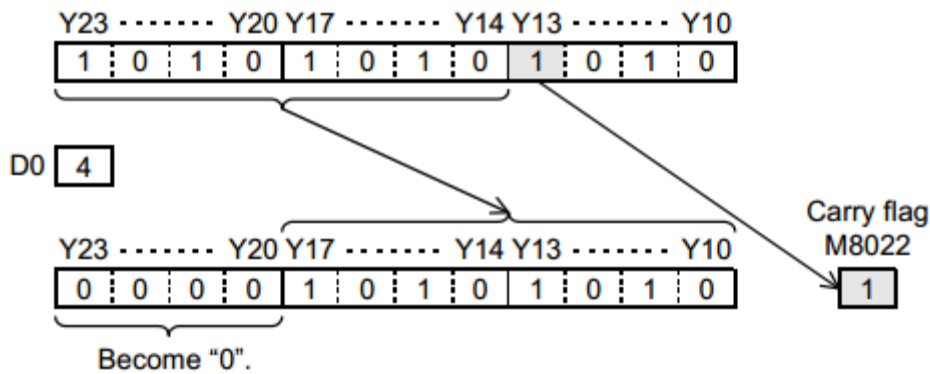 Y23 ------- Y20 Y17 ------- Y14 Y13 ------- Y10
1 0 1 0 1 0 1 0 1 0 1 0
D0 4
Carry flag
M8022
Y23 ------- Y20 Y17 ------- Y14 Y13 ------- Y10
0 0 0 0 1 0 1 0 1 0 1 0 1
Become “0”.